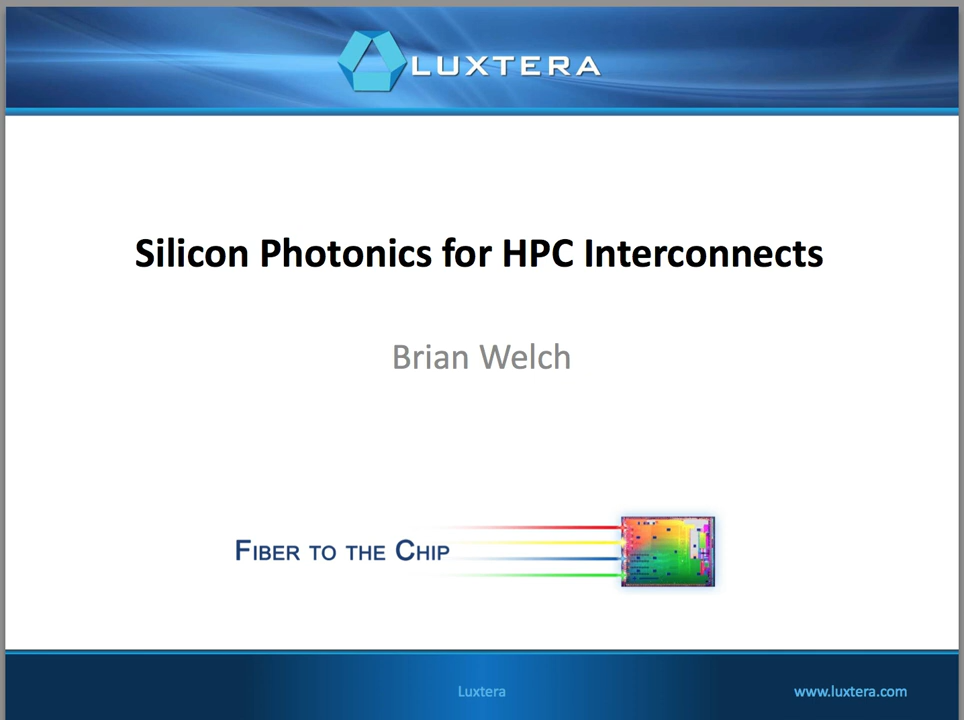 LUXTERA
Silicon Photonics for HPC Interconnects
Brian Welch
FIBER TO THE CHIP
Luxtera
www.luxtera.com